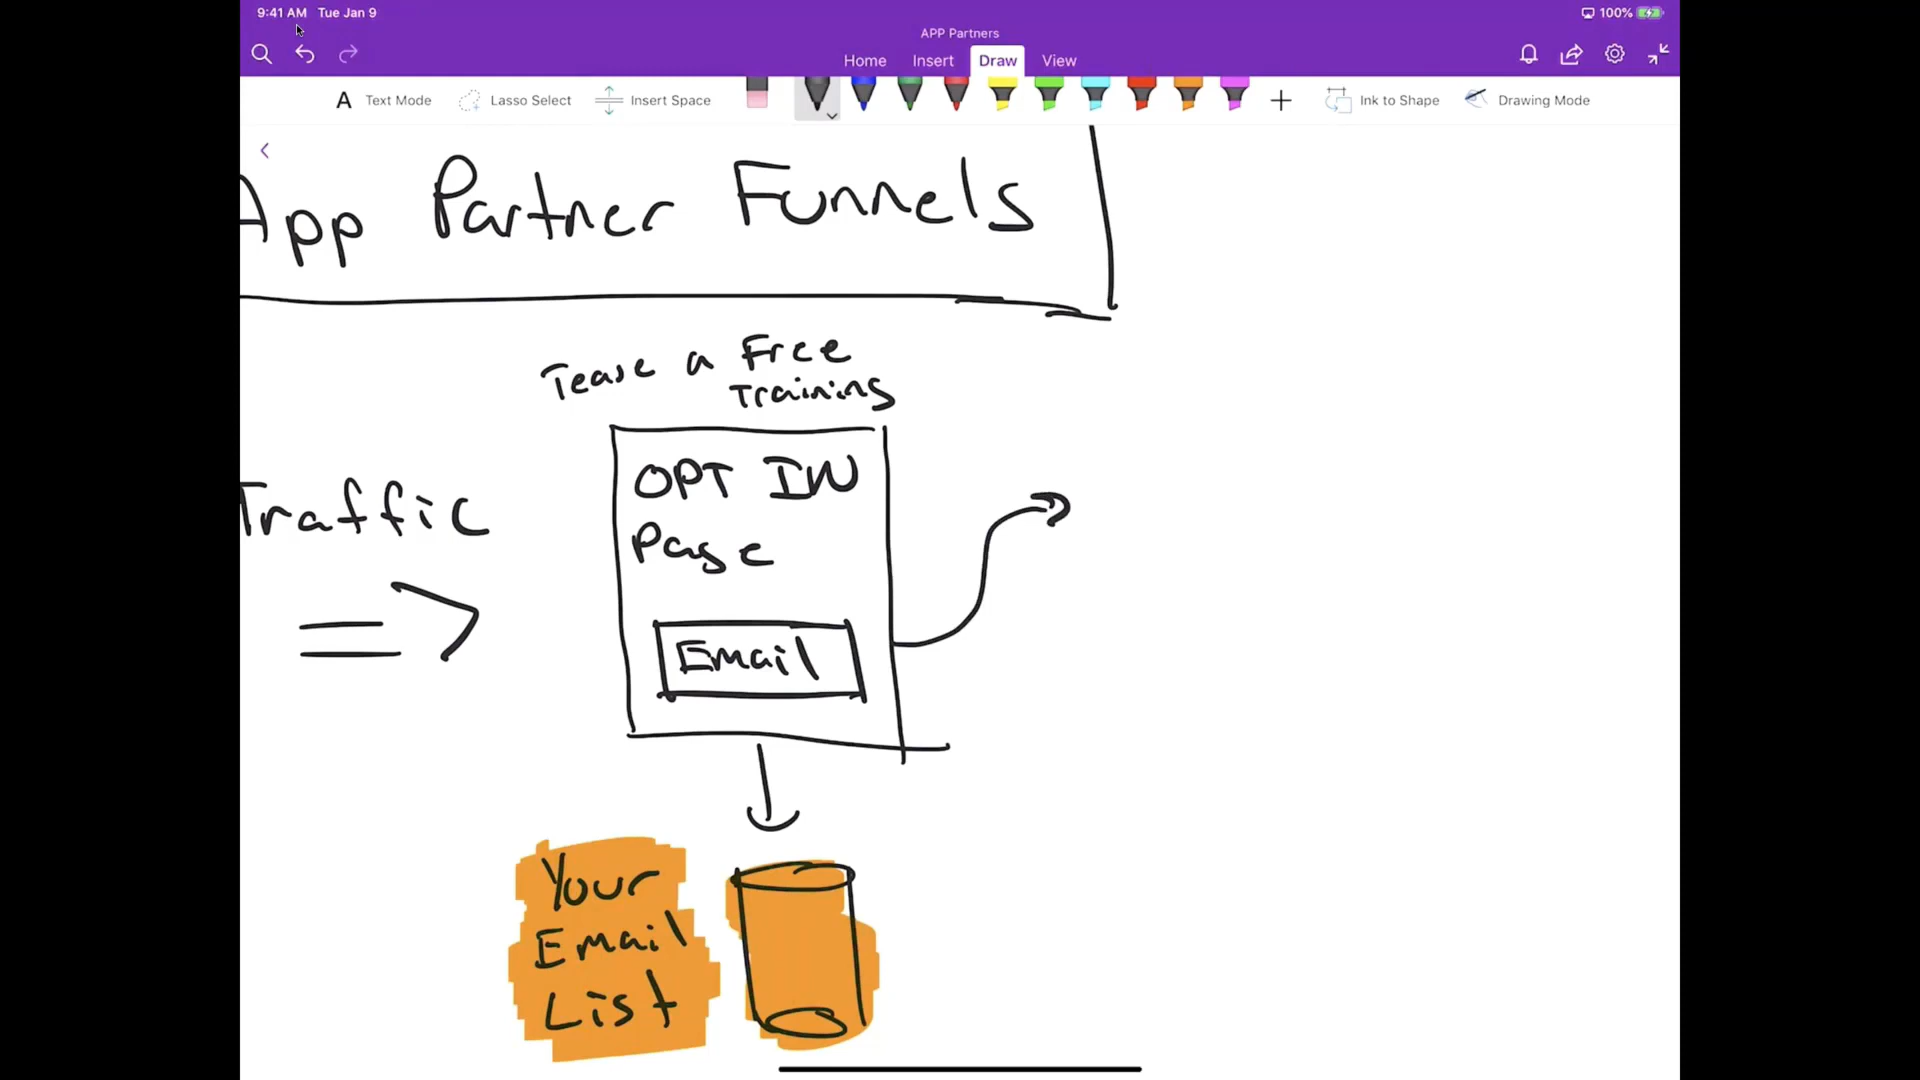 9:41 AM Tue Jan 9
100%
APP Partners
Home Insert Draw View
A Text Mode Lasso Select Insert Space Ink to Shape Drawing Mode
App Partner Funnels
Tease a Free
Training
Traffic
OPT IN
Page
Email
Your
Email
List